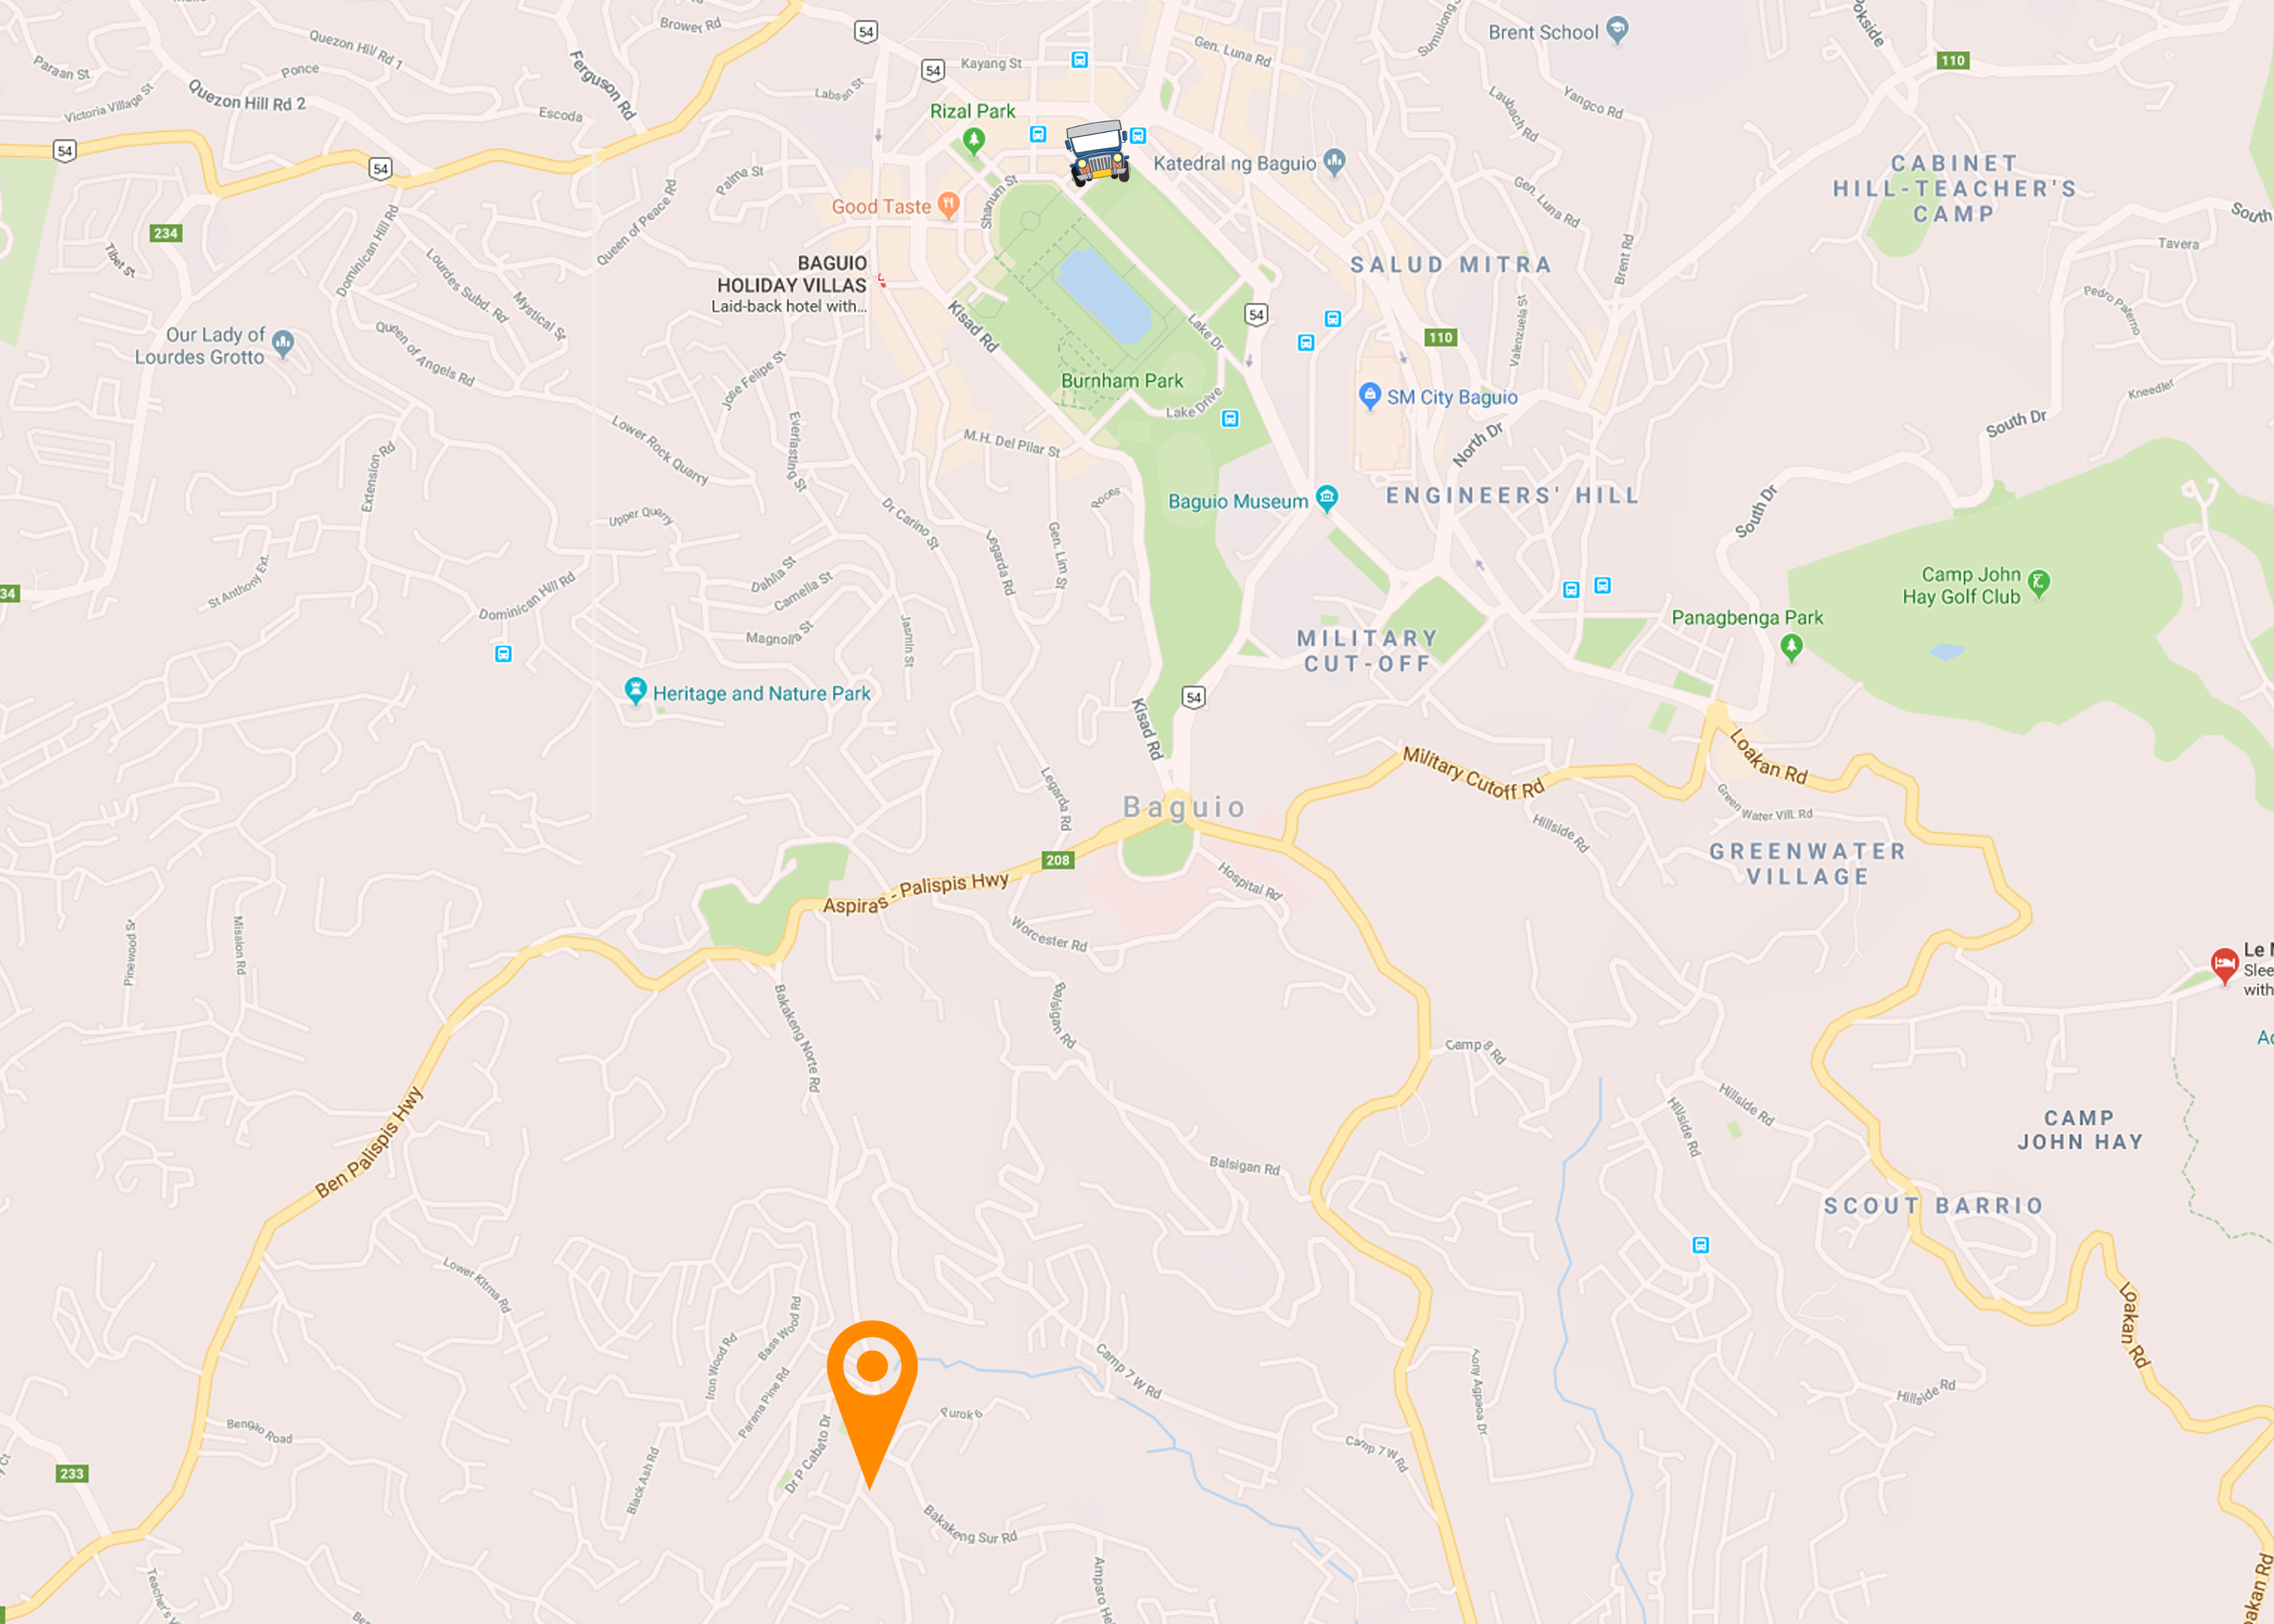 Brower Rd
54
Brent School
Quezon Hill Rd 1
Gen. Luna Rd
Sumulong
okside
Paraan St
Ponce
Ferguson Rd
54
Kayang St
110
Victoria Village St
Quezon Hill Rd 2
Labsan St
Laubach Rd
Yangco Rd
Escoda
Rizal Park
54
54
Katedral ng Baguio
CABINET
HILL-TEACHER'S
CAMP
Palma St
Shanum St
Gen. Luna Rd
Good Taste
South
234
Dominican Hill Rd
Queen of Peace Rd
Tibet St
Brent Rd
Tavera
BAGUIO
HOLIDAY VILLAS
Laid-back hotel with...
SALUD MITRA
Lourdes Subd. Rd
Mystical St
Pedro Paterno
Our Lady of
Lourdes Grotto
Kisad Rd
Lake Dr
54
110
Valenzuela St
Queen of Angels Rd
Jose Felipe St
Burnham Park
Lake Drive
SM City Baguio
Kneedler
Lower Rock Quarry
Everlasting St
M.H. Del Pilar St
North Dr
South Dr
Extension Rd
Roces
Baguio Museum
ENGINEERS' HILL
South Dr
Upper Quarry
Dr Carino St
Legarda Rd
Gen. Lim St
34
St Anthony Ext.
Dominican Hill Rd
Dahlia St
Camella St
Magnolia St
Jasmin St
Camp John
Hay Golf Club
Panagbenga Park
MILITARY
CUT-OFF
Heritage and Nature Park
54
Kisad Rd
Legarda Rd
Military Cutoff Rd
Loakan Rd
Baguio
Green Water Vill Rd
Hillside Rd
GREENWATER
VILLAGE
208
Aspiras - Palispis Hwy
Hospital Rd
Worcester Rd
Pinewood St
Mission Rd
Le
Slee
with
Bakakeng Norte Rd
Balsigan Rd
Camp 8 Rd
Ac
Ben Palispis Hwy
Hillside Rd
Hillside Rd
CAMP
JOHN HAY
Balsigan Rd
SCOUT BARRIO
Lower Kitma Rd
Loakan Rd
Iron Wood Rd
Bass Wood Rd
Parana Pine Rd
Camp 7 W Rd
Tony Agpaoa Dr
Hillside Rd
Bengao Road
Dr P Cabato Dr
Purok 6
Camp 7 W Rd
233
Black Ash Rd
Bakakeng Sur Rd
Teacher's
Amparo He
akan Rd